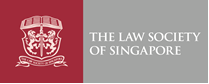 THE LAW SOCIETY
OF SINGAPORE